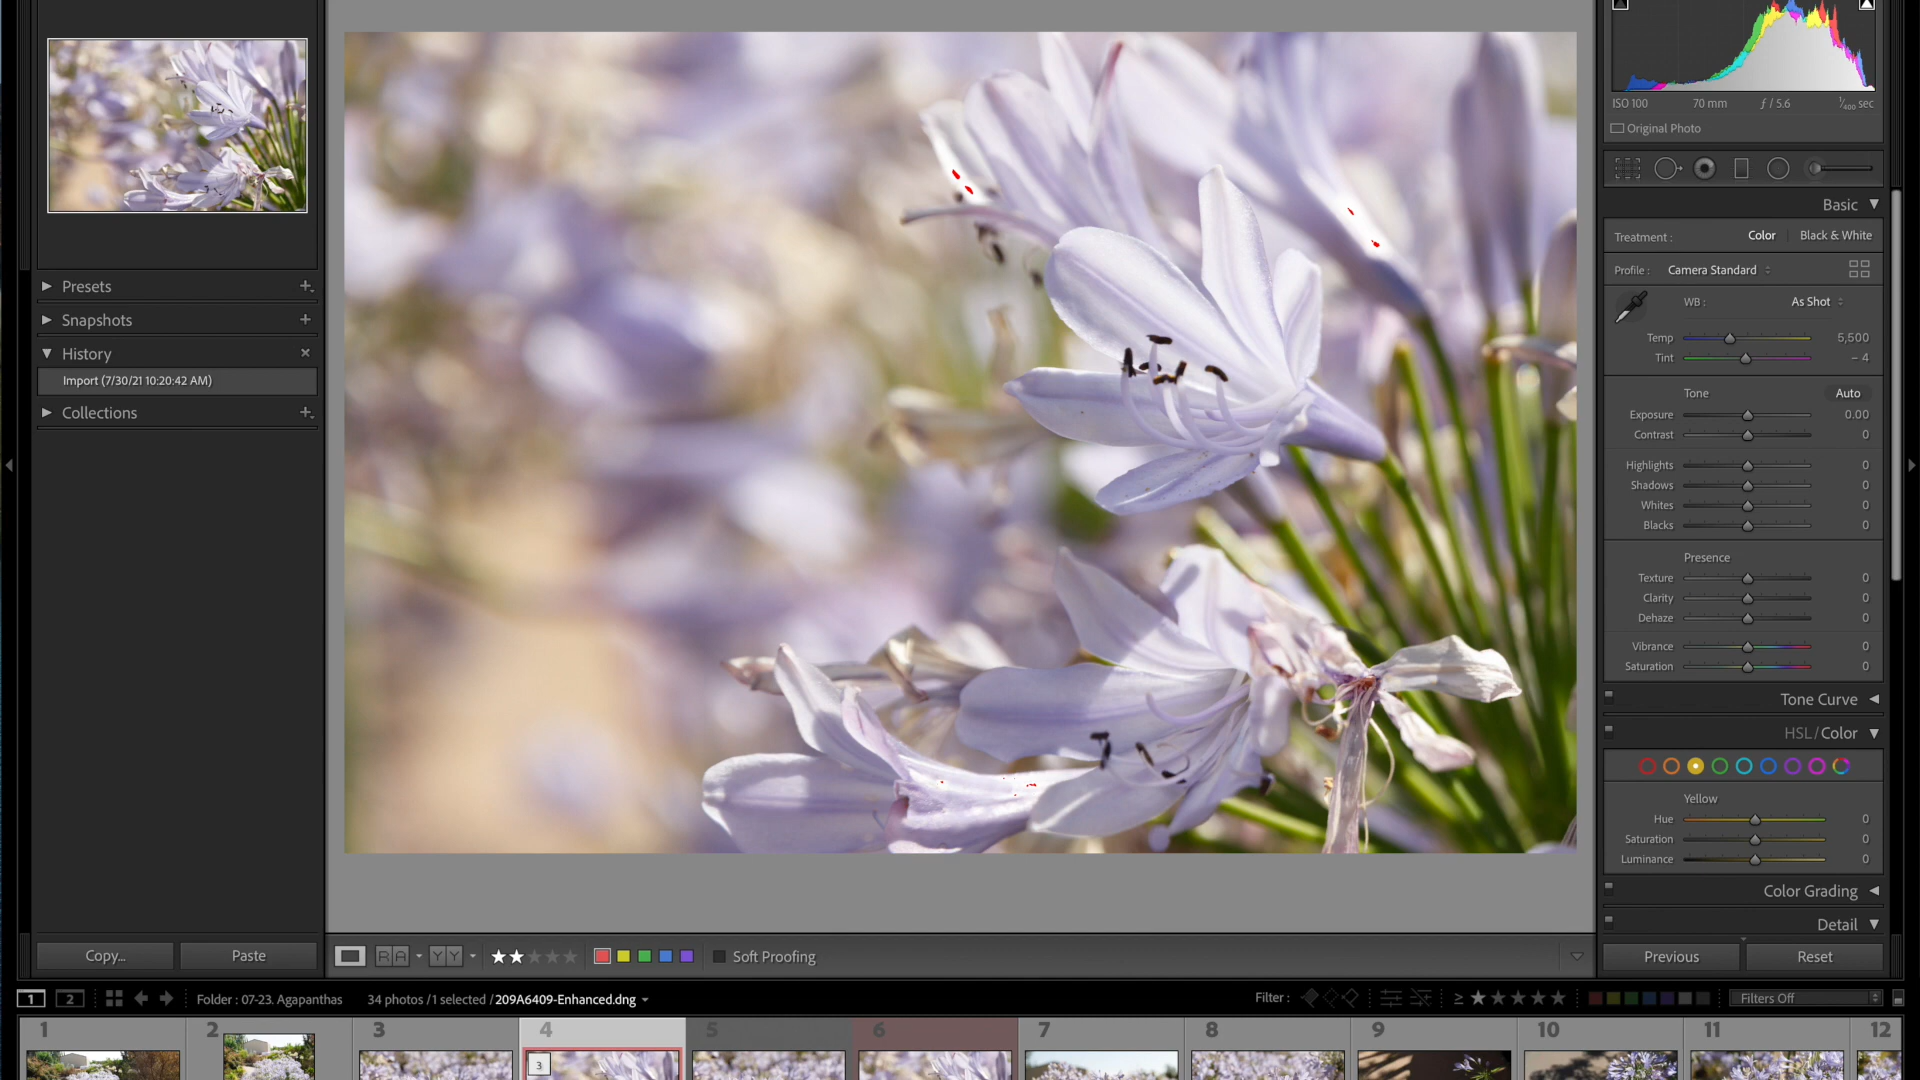 Presets
Snapshots
History
Import (7/30/21 10:20:42 AM)
Collections
Copy...
Paste
ISO 100 70 mm ƒ / 5.6 1/400 sec
Original Photo
Basic
Treatment : Color Black & White
Profile : Camera Standard
WB : As Shot
Temp 5,500
Tint – 4
Tone Auto
Exposure 0.00
Contrast 0
Highlights 0
Shadows 0
Whites 0
Blacks 0
Presence
Texture 0
Clarity 0
Dehaze 0
Vibrance 0
Saturation 0
Tone Curve
HSL / Color
Yellow
Hue 0
Saturation 0
Luminance 0
Color Grading
Detail
Previous
Reset
R A Y Y Soft Proofing
1 2 Folder : 07-23. Agapanthas 34 photos / 1 selected / 209A6409-Enhanced.dng Filter : ≥ Filters Off
1 2 3 4 5 6 7 8 9 10 11 12
3